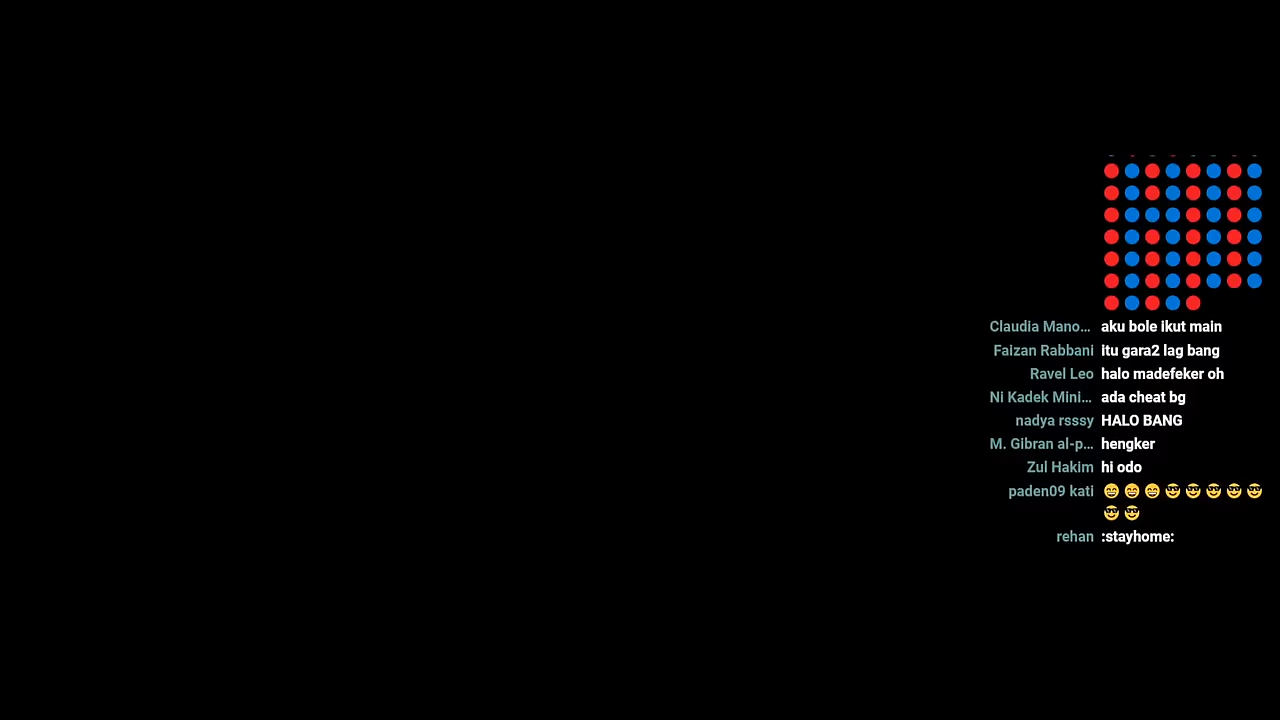 Claudia Mano… aku bole ikut main
Faizan Rabbani itu gara2 lag bang
Ravel Leo halo madefeker oh
Ni Kadek Mini… ada cheat bg
nadya rsssy HALO BANG
M. Gibran al-p… hengker
Zul Hakim hi odo
paden09 kati
rehan :stayhome: